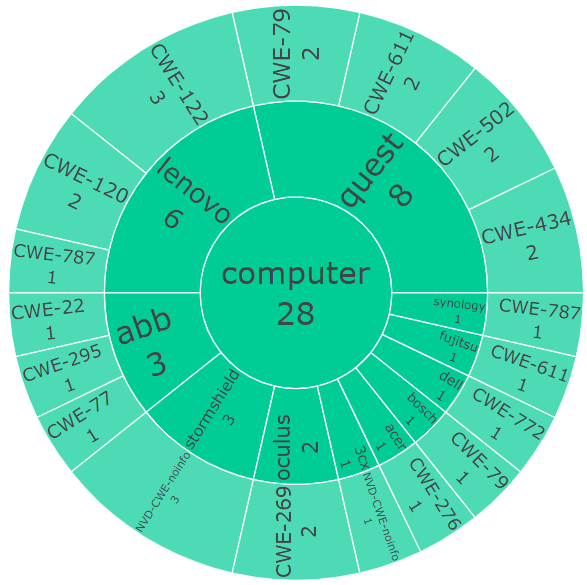 computer
28
quest
8
CWE-434
2
CWE-502
2
CWE-611
2
CWE-79
2
lenovo
6
CWE-122
3
CWE-120
2
CWE-787
1
abb
3
CWE-22
1
CWE-295
1
CWE-77
1
stormshield
3
NVD-CWE-noinfo
3
oculus
2
CWE-269
2
3cx
1
NVD-CWE-noinfo
1
acer
1
CWE-276
1
bosch
1
CWE-79
1
dell
1
CWE-772
1
fujitsu
1
CWE-611
1
synology
1
CWE-787
1